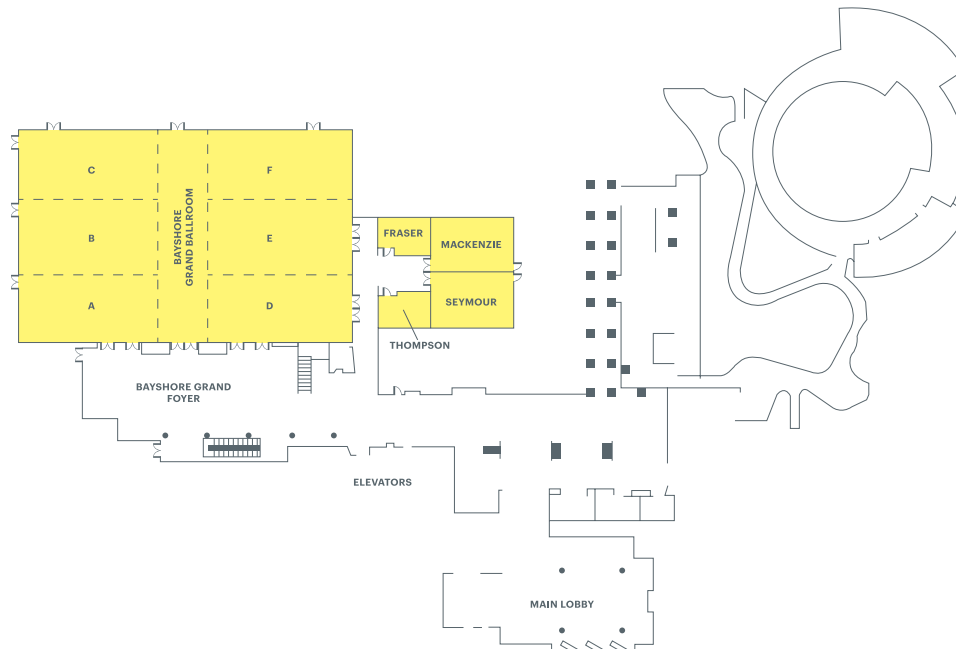 C
F
BAYSHORE
GRAND BALLROOM
B
E
FRASER
MACKENZIE
A
D
SEYMOUR
THOMPSON
BAYSHORE GRAND
FOYER
ELEVATORS
MAIN LOBBY